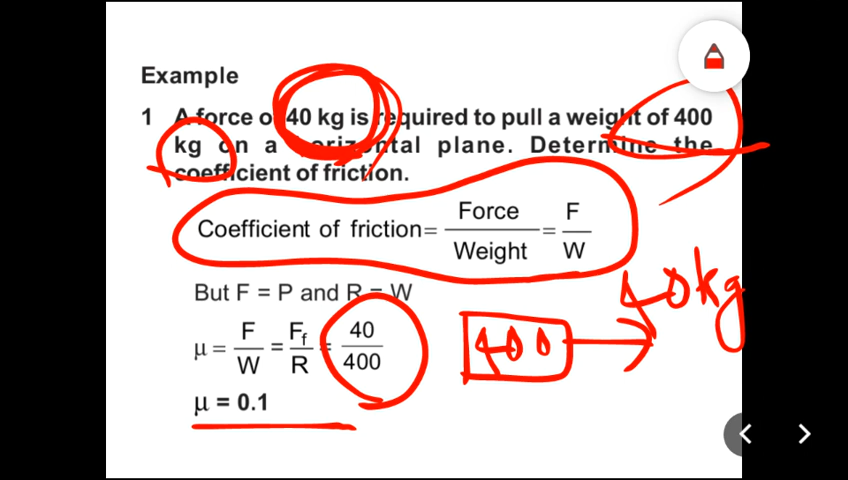 Example
1 A force of 40 kg is required to pull a weight of 400
kg on a horizontal plane. Determine the
coefficient of friction.
Coefficient of friction = Force / Weight = F / W
But F = P and R = W
μ = F / W = Ff / R = 40 / 400
μ = 0.1
400
40kg